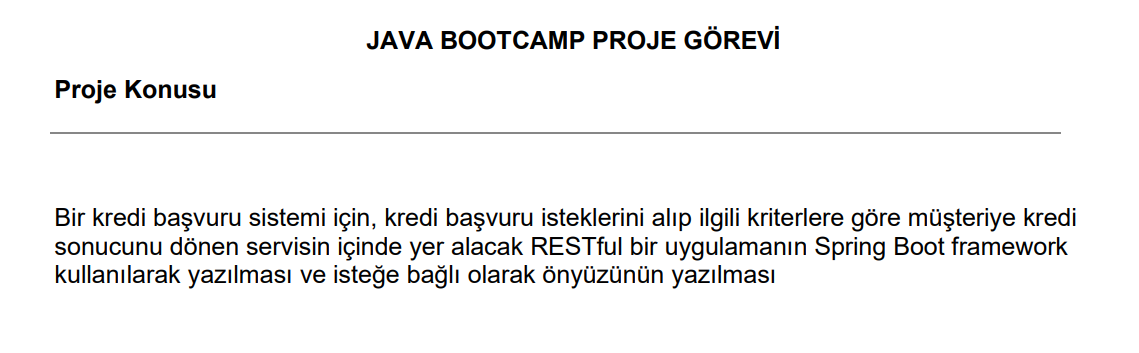 JAVA BOOTCAMP PROJE GÖREVİ
Proje Konusu
Bir kredi başvuru sistemi için, kredi başvuru isteklerini alıp ilgili kriterlere göre müşteriye kredi
sonucunu dönen servisin içinde yer alacak RESTful bir uygulamanın Spring Boot framework
kullanılarak yazılması ve isteğe bağlı olarak önyüzünün yazılması